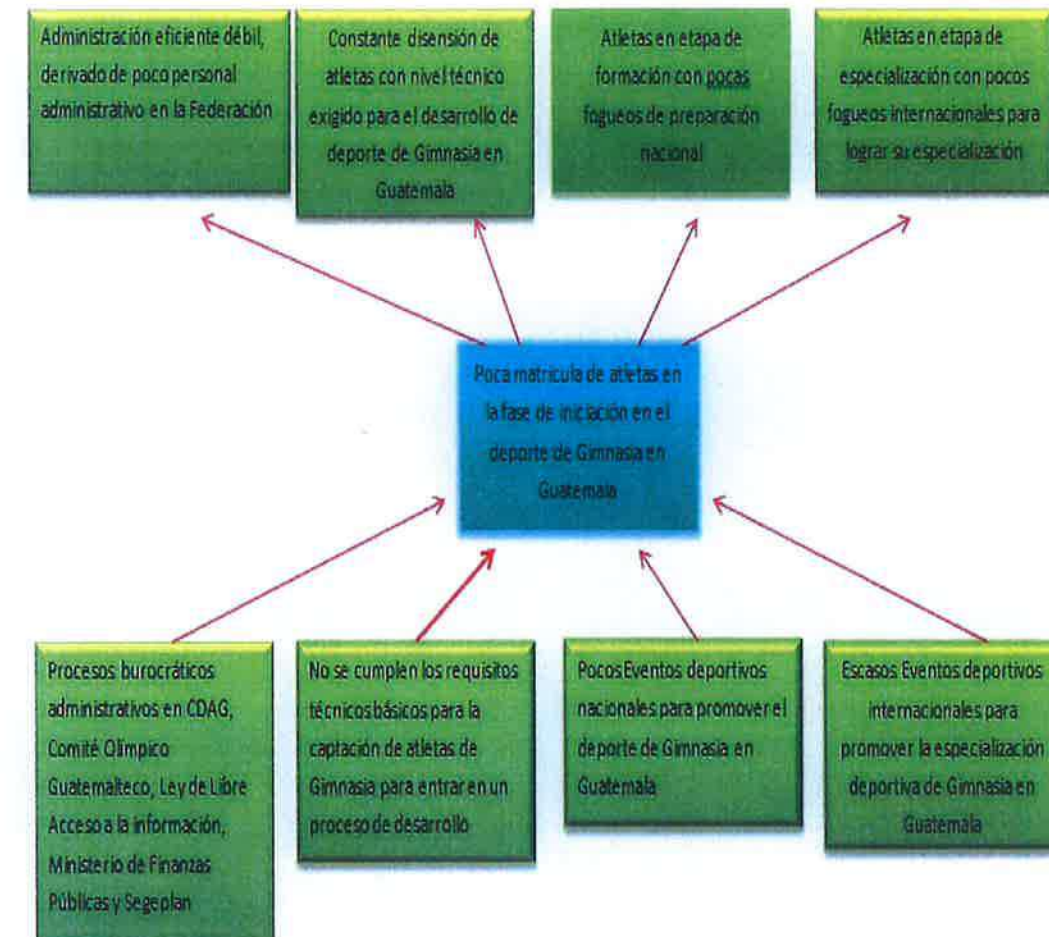 Administración eficiente débil,
derivado de poco personal
administrativo en la Federación
Constante disensión de
atletas con nivel técnico
exigido para el desarrollo de
deporte de Gimnasia en
Guatemala
Atletas en etapa de
formación con pocas
fogueos de preparación
nacional
Atletas en etapa de
especialización con pocos
fogueos internacionales para
lograr su especialización
Poca matrícula de atletas en
la fase de iniciación en el
deporte de Gimnasia en
Guatemala
Procesos burocráticos
administrativos en CDAG,
Comité Olímpico
Guatemalteco, Ley de Libre
Acceso a la información,
Ministerio de Finanzas
Públicas y Segeplan
No se cumplen los requisitos
técnicos básicos para la
captación de atletas de
Gimnasia para entrar en un
proceso de desarrollo
Pocos Eventos deportivos
nacionales para promover el
deporte de Gimnasia en
Guatemala
Escasos Eventos deportivos
internacionales para
promover la especialización
deportiva de Gimnasia en
Guatemala